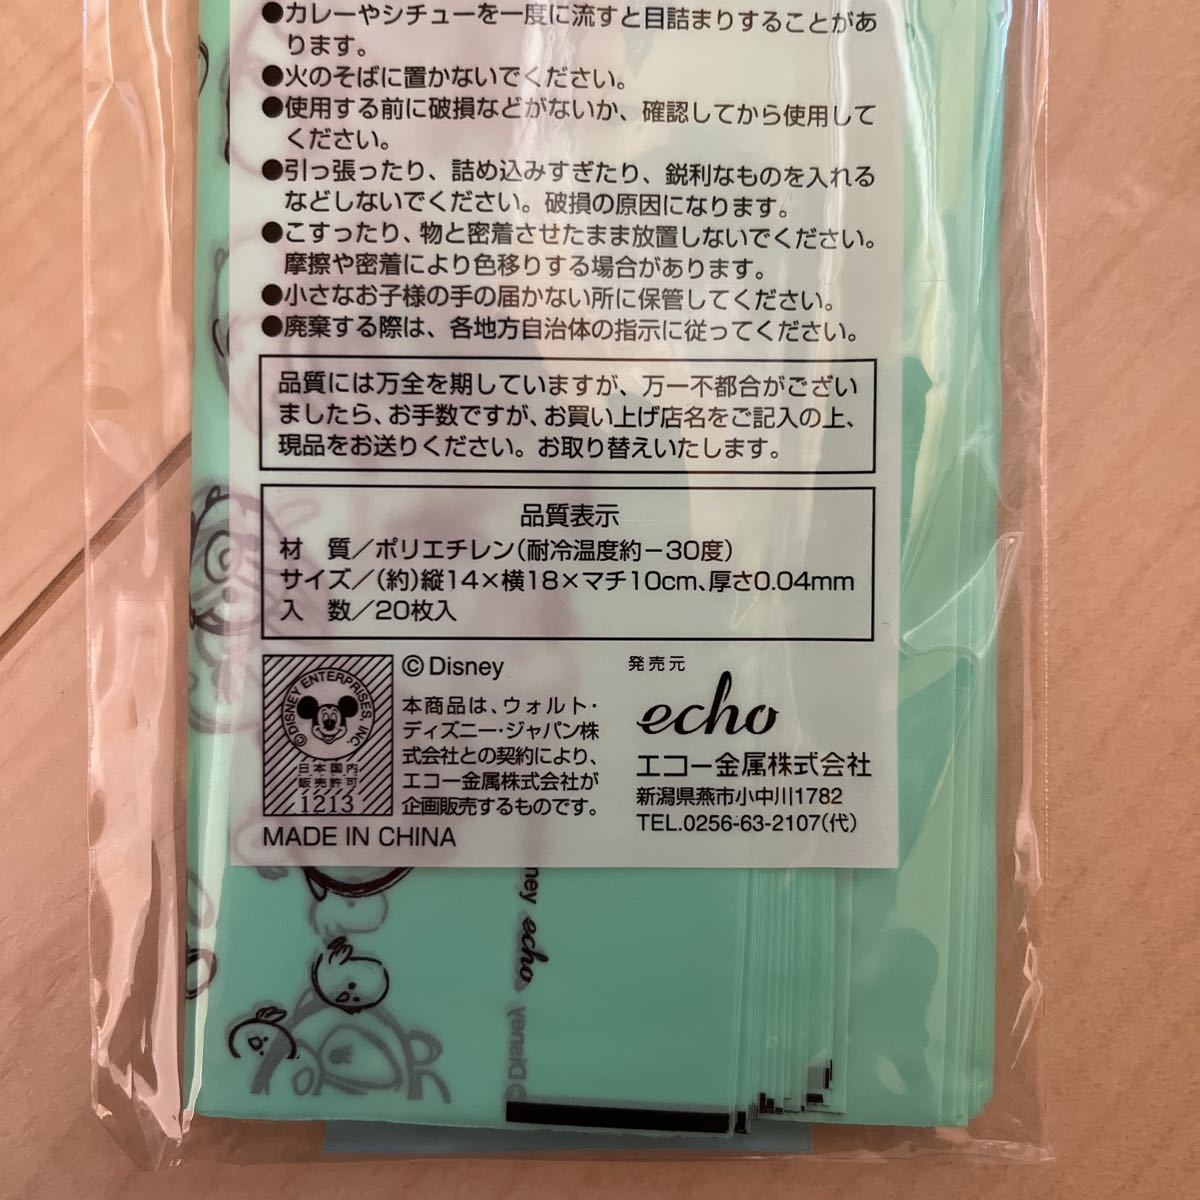 ●カレーやシチューを一度に流すと目詰まりすることがあ
ります。
●火のそばに置かないでください。
●使用する前に破損などがないか、確認してから使用して
ください。
●引っ張ったり、詰め込みすぎたり、鋭利なものを入れる
などしないでください。破損の原因になります。
●こすったり、物と密着させたまま放置しないでください。
摩擦や密着により色移りする場合があります。
●小さなお子様の手の届かない所に保管してください。
●廃棄する際は、各地方自治体の指示に従ってください。
品質には万全を期していますが、万一不都合がござい
ましたら、お手数ですが、お買い上げ店名をご記入の上、
現品をお送りください。お取り替えいたします。
品質表示
材 質／ポリエチレン(耐冷温度約−30度)
サイズ／(約)縦14×横18×マチ10cm、厚さ0.04mm
入 数／20枚入
©DISNEY ENTERPRISES, INC.
日本国内
販売許可
1213
©Disney
本商品は、ウォルト・
ディズニー・ジャパン株
式会社との契約により、
エコー金属株式会社が
企画販売するものです。
MADE IN CHINA
発売元
echo
エコー金属株式会社
新潟県燕市小中川1782
TEL.0256-63-2107(代)
ney echo
© Disney